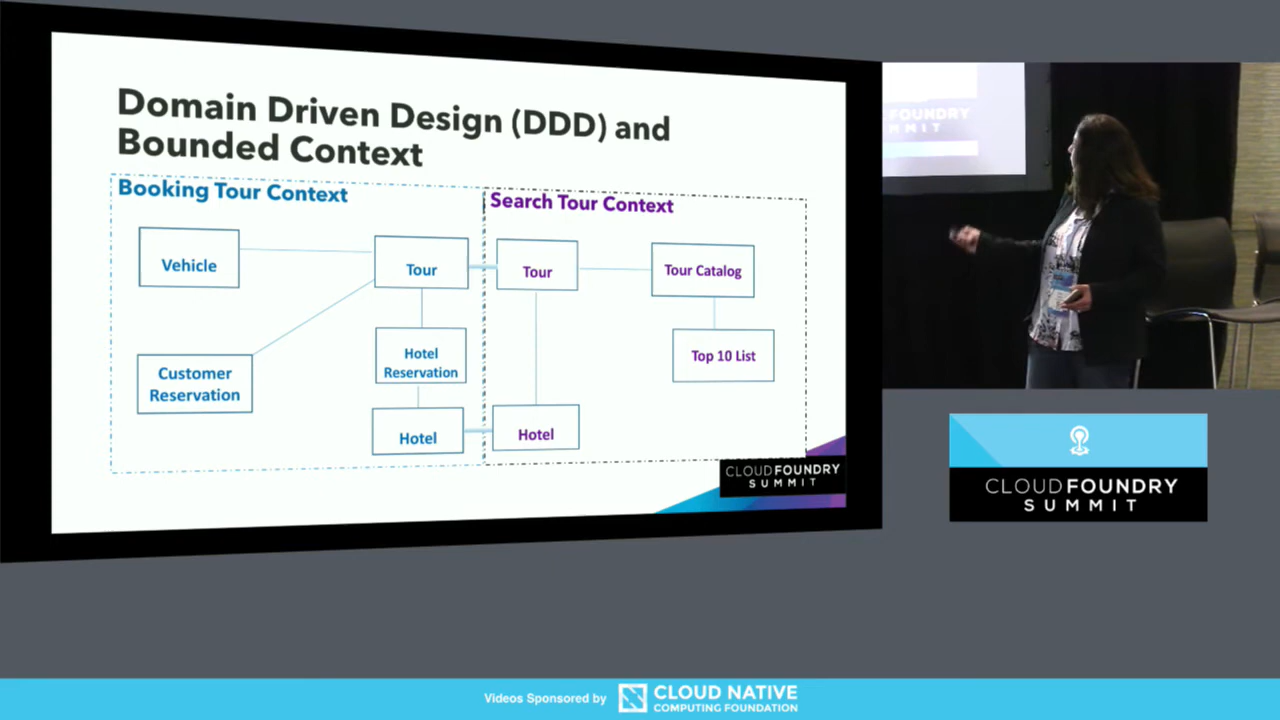 Domain Driven Design (DDD) and
Bounded Context
Booking Tour Context
Search Tour Context
Vehicle
Tour
Tour
Tour Catalog
Hotel
Reservation
Top 10 List
Customer
Reservation
Hotel
Hotel
CLOUDFOUNDRY
SUMMIT
FOUNDRY
MMIT
CLOUDFOUNDRY
SUMMIT
Videos Sponsored by
CLOUD NATIVE
COMPUTING FOUNDATION